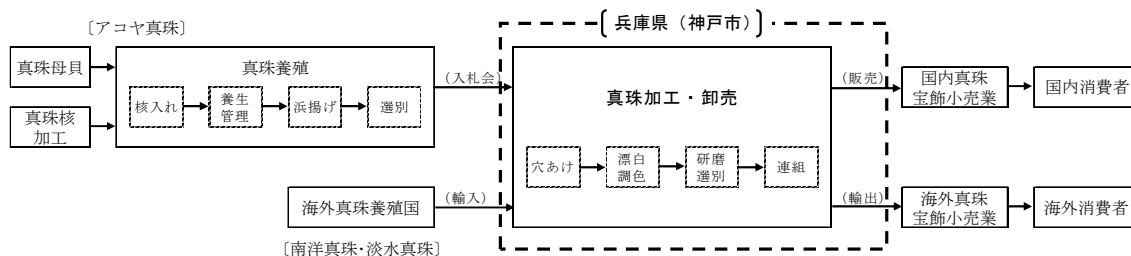 〔アコヤ真珠〕
真珠母貝
真珠核
加工
真珠養殖
核入れ
養生
管理
浜揚げ
選別
(入札会)
海外真珠養殖国
〔南洋真珠・淡水真珠〕
(輸入)
兵庫県（神戸市）
真珠加工・卸売
穴あけ
漂白
調色
研磨
選別
連組
(販売)
国内真珠
宝飾小売業
国内消費者
(輸出)
海外真珠
宝飾小売業
海外消費者